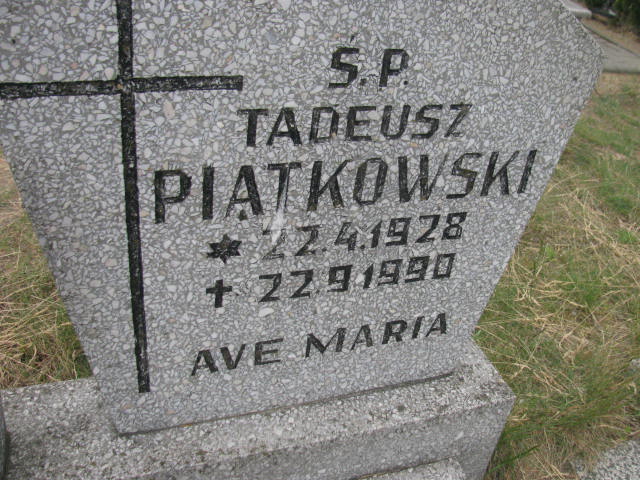 Ś.P.
TADEUSZ
PIĄTKOWSKI
* 22.4.1928
+ 22.9.1990
AVE MARIA